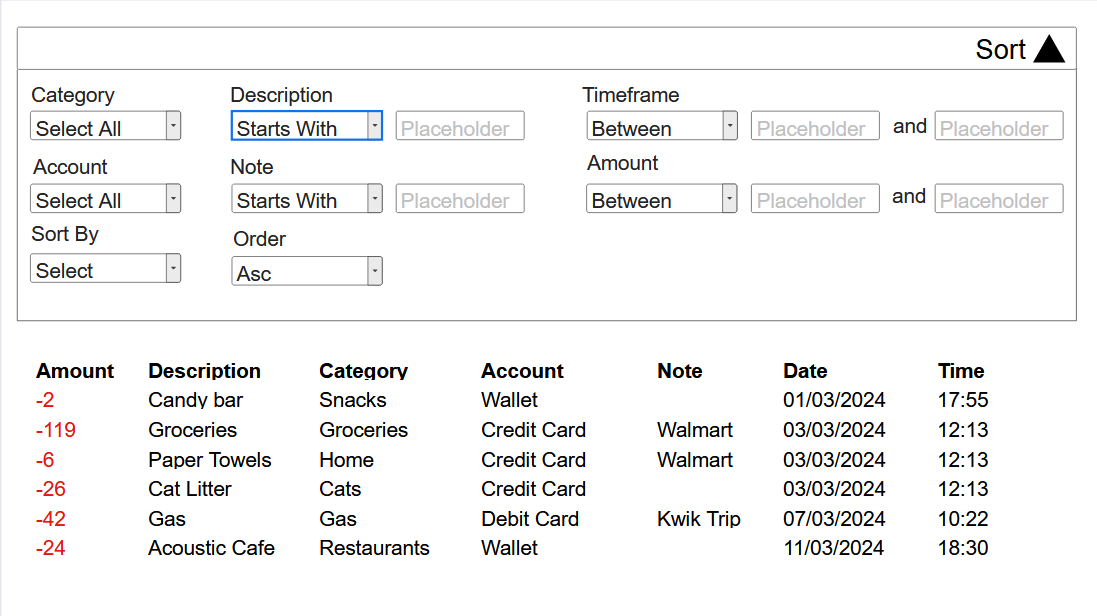 Sort
Category Description Timeframe
Select All Starts With Placeholder Between Placeholder and Placeholder
Account Note Amount
Select All Starts With Placeholder Between Placeholder and Placeholder
Sort By Order
Select Asc
Amount Description Category Account Note Date Time
-2 Candy bar Snacks Wallet 01/03/2024 17:55
-119 Groceries Groceries Credit Card Walmart 03/03/2024 12:13
-6 Paper Towels Home Credit Card Walmart 03/03/2024 12:13
-26 Cat Litter Cats Credit Card 03/03/2024 12:13
-42 Gas Gas Debit Card Kwik Trip 07/03/2024 10:22
-24 Acoustic Cafe Restaurants Wallet 11/03/2024 18:30